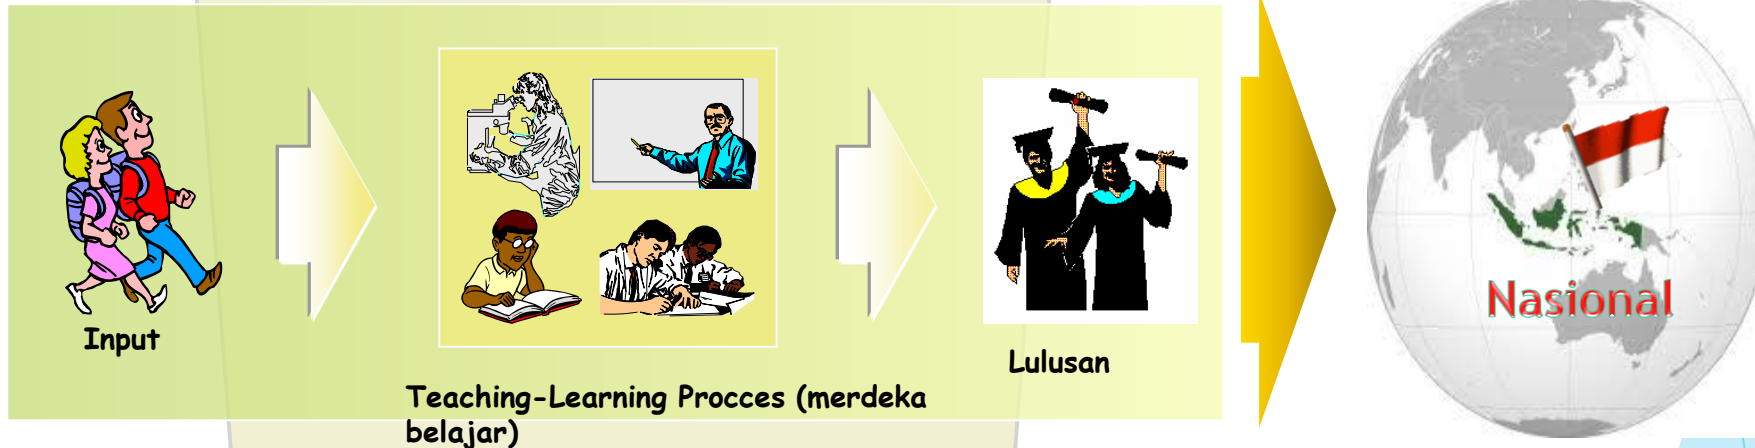 Input
Teaching-Learning Procces (merdeka
belajar)
Lulusan
Nasional